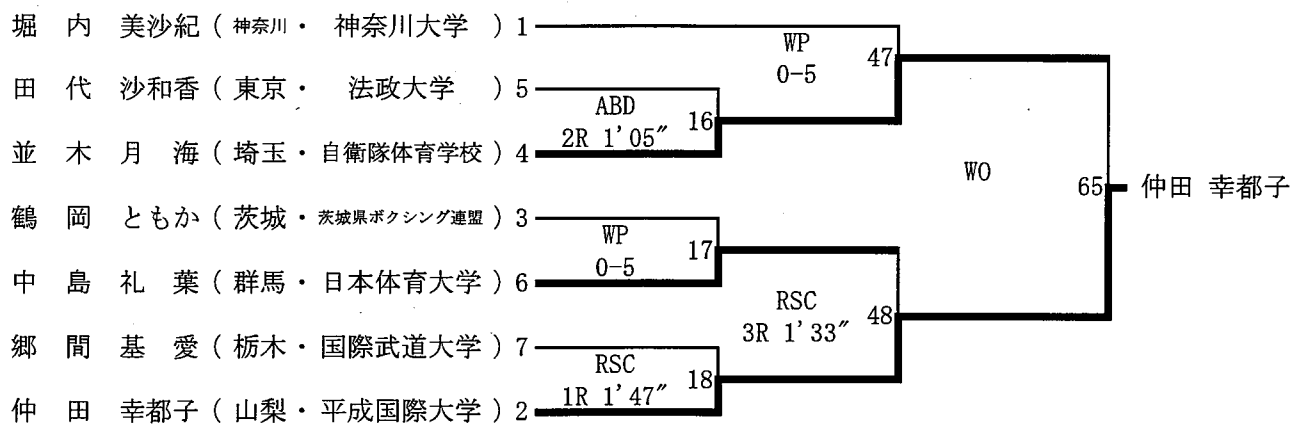 堀 内 美沙紀 ( 神奈川・ 神奈川大学 ) 1
WP
0-5
47
田 代 沙和香 ( 東京・ 法政大学 ) 5
ABD
2R 1'05″
16
並 木 月 海 ( 埼玉・自衛隊体育学校 ) 4
WO
65
仲田 幸都子
鶴 岡 ともか ( 茨城・茨城県ボクシング連盟 ) 3
WP
0-5
17
中 島 礼 葉 ( 群馬・日本体育大学 ) 6
RSC
3R 1'33″
48
郷 間 基 愛 ( 栃木・国際武道大学 ) 7
RSC
1R 1'47″
18
仲 田 幸都子 ( 山梨・平成国際大学 ) 2